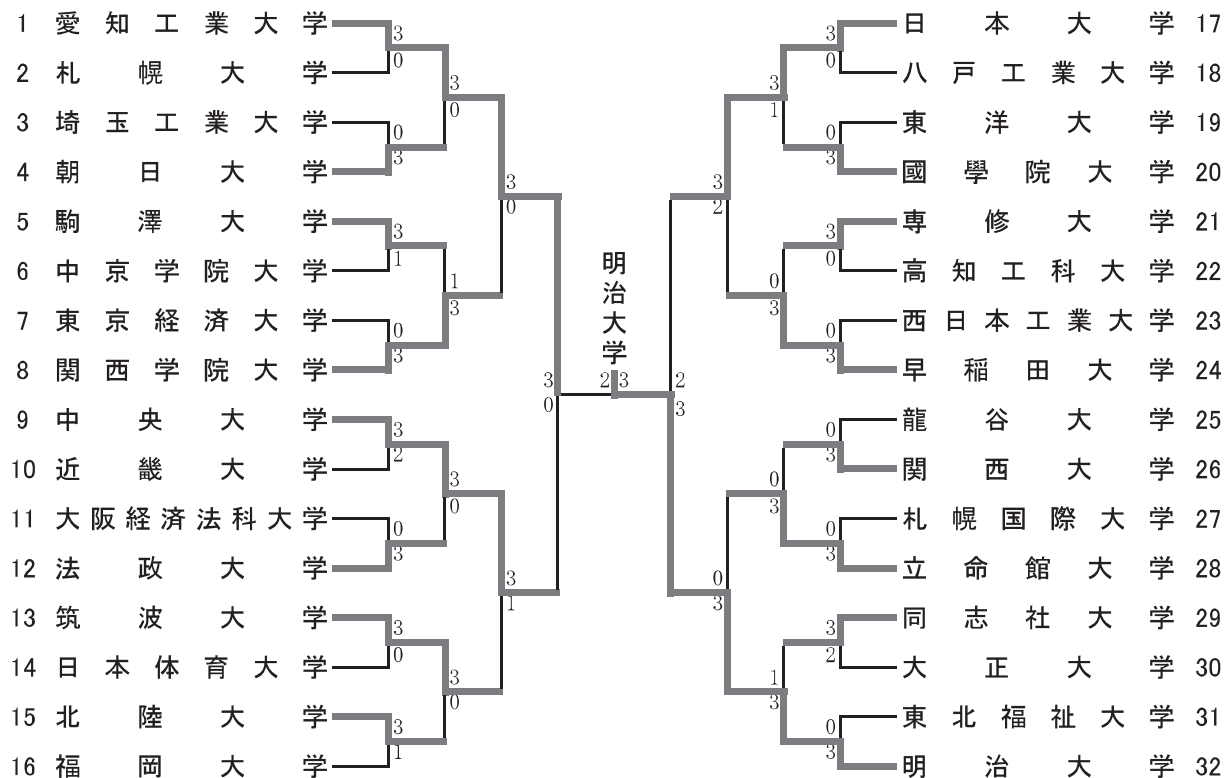 1 愛知工業大学
3
0
2 札幌大学
3
0
3 埼玉工業大学
0
3
4 朝日大学
3
0
5 駒澤大学
3
1
6 中京学院大学
1
3
7 東京経済大学
0
3
8 関西学院大学
3
0
9 中央大学
3
2
10 近畿大学
3
0
11 大阪経済法科大学
0
3
12 法政大学
3
1
13 筑波大学
3
0
14 日本体育大学
3
0
15 北陸大学
3
1
16 福岡大学
明治大学
2 3
日本大学 17
3
0
八戸工業大学 18
3
1
東洋大学 19
0
3
國學院大学 20
3
2
専修大学 21
3
0
高知工科大学 22
0
3
西日本工業大学 23
0
3
早稲田大学 24
2
3
龍谷大学 25
0
3
関西大学 26
0
3
札幌国際大学 27
0
3
立命館大学 28
0
3
同志社大学 29
3
2
大正大学 30
1
3
東北福祉大学 31
0
3
明治大学 32